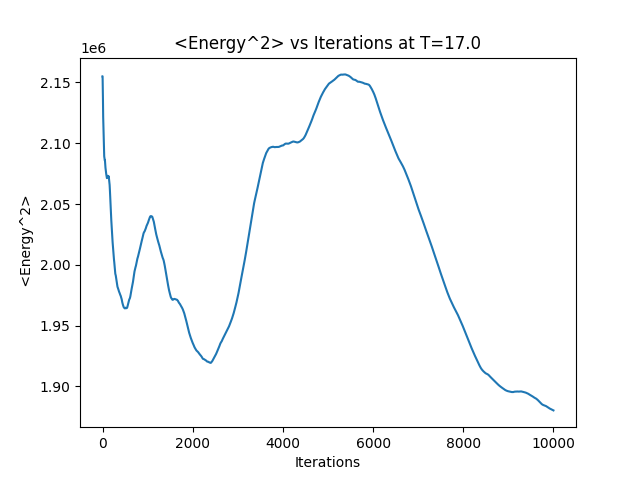 <Energy^2> vs Iterations at T=17.0
1e6
2.15
2.10
2.05
2.00
1.95
1.90
<Energy^2>
0 2000 4000 6000 8000 10000
Iterations